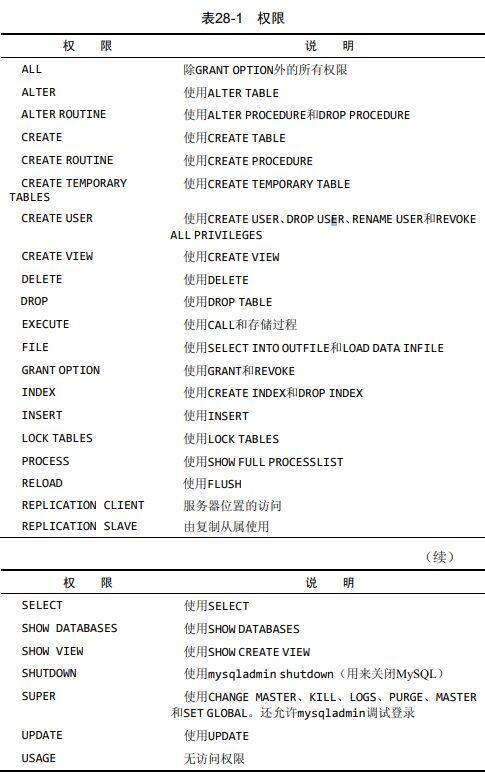 表28-1 权限
权 限 说 明
ALL 除GRANT OPTION外的所有权限
ALTER 使用ALTER TABLE
ALTER ROUTINE 使用ALTER PROCEDURE和DROP PROCEDURE
CREATE 使用CREATE TABLE
CREATE ROUTINE 使用CREATE PROCEDURE
CREATE TEMPORARY 使用CREATE TEMPORARY TABLE
TABLES
CREATE USER 使用CREATE USER、DROP USER、RENAME USER和REVOKE
ALL PRIVILEGES
CREATE VIEW 使用CREATE VIEW
DELETE 使用DELETE
DROP 使用DROP TABLE
EXECUTE 使用CALL和存储过程
FILE 使用SELECT INTO OUTFILE和LOAD DATA INFILE
GRANT OPTION 使用GRANT和REVOKE
INDEX 使用CREATE INDEX和DROP INDEX
INSERT 使用INSERT
LOCK TABLES 使用LOCK TABLES
PROCESS 使用SHOW FULL PROCESSLIST
RELOAD 使用FLUSH
REPLICATION CLIENT 服务器位置的访问
REPLICATION SLAVE 由复制从属使用
（续）
权 限 说 明
SELECT 使用SELECT
SHOW DATABASES 使用SHOW DATABASES
SHOW VIEW 使用SHOW CREATE VIEW
SHUTDOWN 使用mysqladmin shutdown（用来关闭MySQL）
SUPER 使用CHANGE MASTER、KILL、LOGS、PURGE、MASTER
和SET GLOBAL。还允许mysqladmin调试登录
UPDATE 使用UPDATE
USAGE 无访问权限